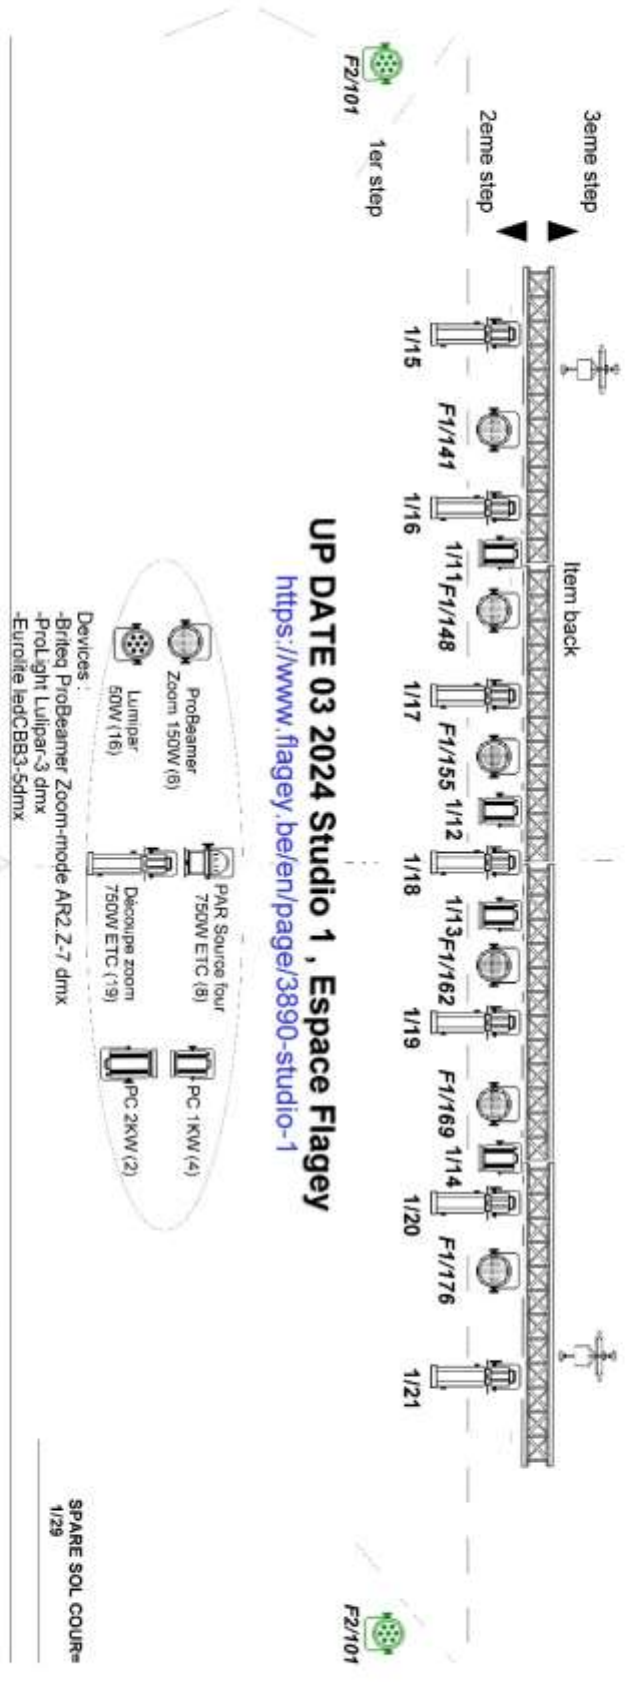 3eme step
2eme step
1er step
F2/101
Item back
1/15
F1/141
1/16
1/11
F1/148
1/17
F1/155
1/12
1/18
1/13
F1/162
1/19
F1/169
1/14
1/20
F1/176
1/21
F2/101
UP DATE 03 2024 Studio 1 , Espace Flagey
https://www.flagey.be/en/page/3890-studio-1
ProBeamer
Zoom 150W (6)
Lumipar
50W (16)
PAR Source four
750W ETC (8)
Découpe zoom
750W ETC (19)
PC 1KW (4)
PC 2KW (2)
Devices :
-Briteq ProBeamer Zoom-mode AR2.Z-7 dmx
-ProLight Lulipar-3 dmx
-Eurolite ledCBB3-5dmx
SPARE SOL COUR=
1/29